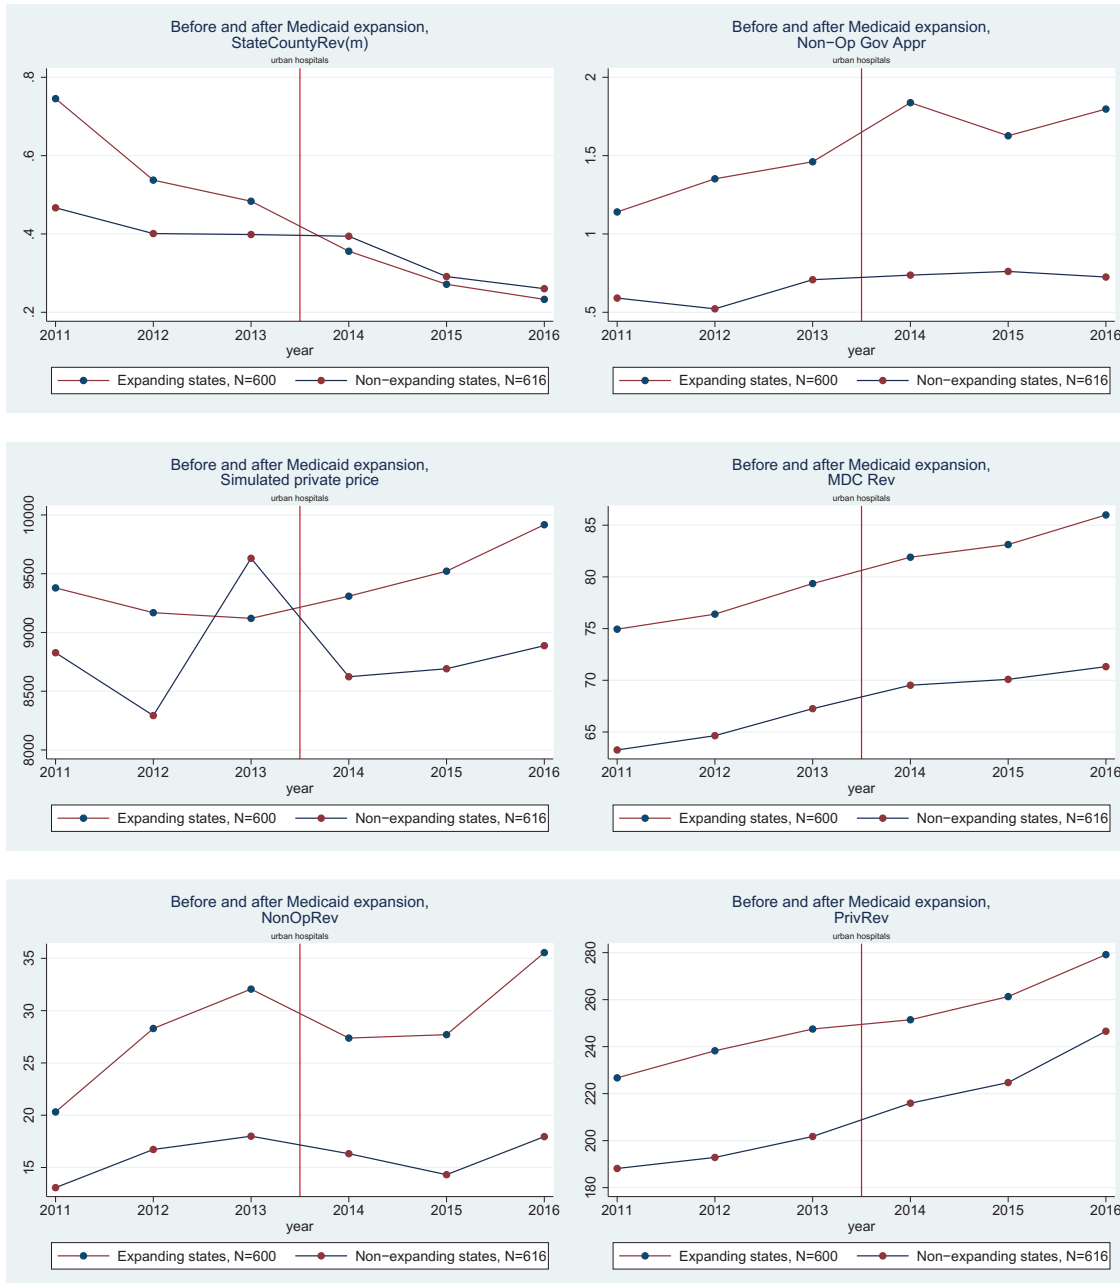 Before and after Medicaid expansion,
StateCountyRev(m)
urban hospitals
.8
.6
.4
.2
2011 2012 2013 2014 2015 2016
year
Expanding states, N=600 Non−expanding states, N=616
Before and after Medicaid expansion,
Non−Op Gov Appr
urban hospitals
2
1.5
1
.5
2011 2012 2013 2014 2015 2016
year
Expanding states, N=600 Non−expanding states, N=616
Before and after Medicaid expansion,
Simulated private price
urban hospitals
10000
9500
9000
8500
8000
2011 2012 2013 2014 2015 2016
year
Expanding states, N=600 Non−expanding states, N=616
Before and after Medicaid expansion,
MDC Rev
urban hospitals
85
80
75
70
65
2011 2012 2013 2014 2015 2016
year
Expanding states, N=600 Non−expanding states, N=616
Before and after Medicaid expansion,
NonOpRev
urban hospitals
35
30
25
20
15
2011 2012 2013 2014 2015 2016
year
Expanding states, N=600 Non−expanding states, N=616
Before and after Medicaid expansion,
PrivRev
urban hospitals
280
260
240
220
200
180
2011 2012 2013 2014 2015 2016
year
Expanding states, N=600 Non−expanding states, N=616